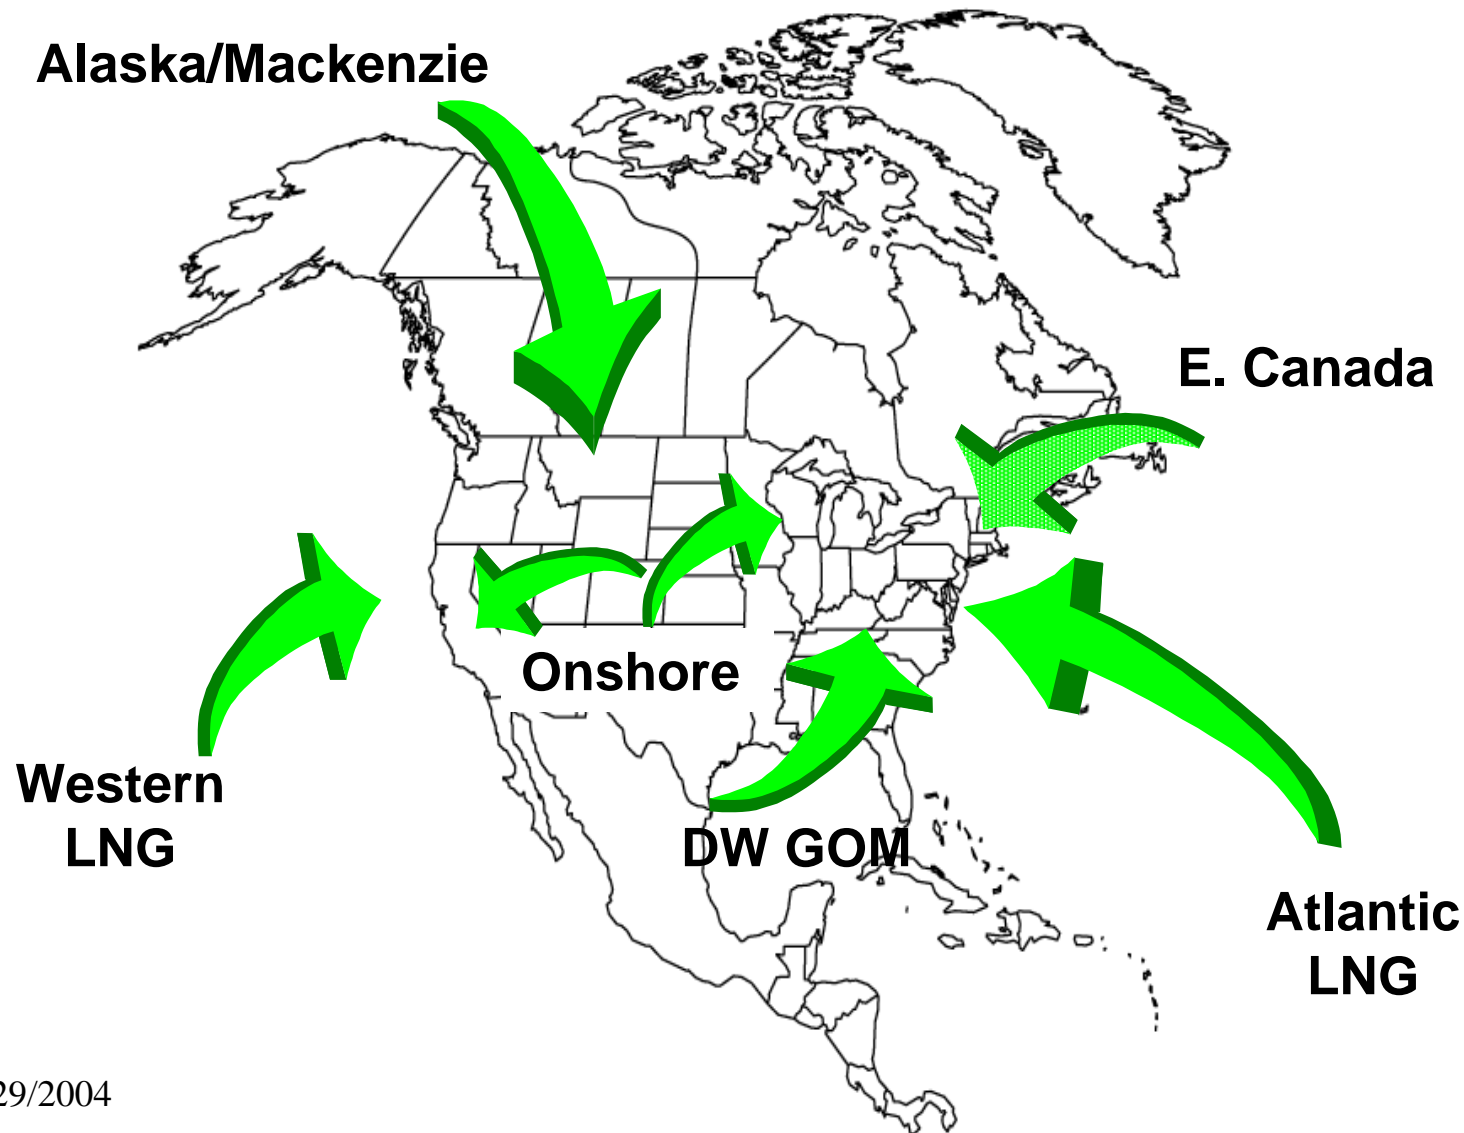 Alaska/Mackenzie
E. Canada
Onshore
Western
LNG
DW GOM
Atlantic
LNG
29/2004